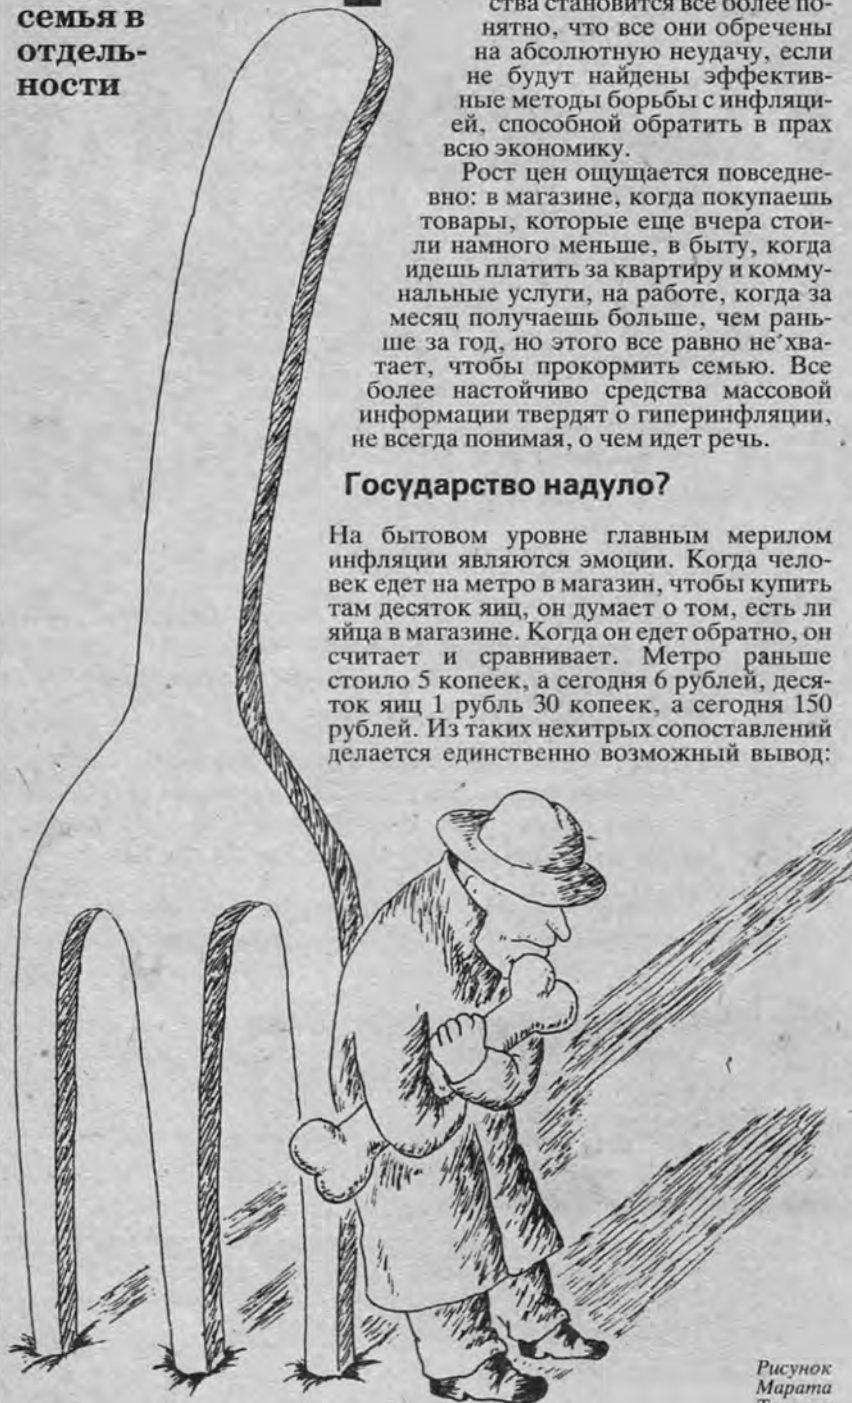 семья в
отдель-
ности
ства становится все более по-
нятно, что все они обречены
на абсолютную неудачу, если
не будут найдены эффектив-
ные методы борьбы с инфляци-
ей, способной обратить в прах
всю экономику.
Рост цен ощущается повседне-
вно: в магазине, когда покупаешь
товары, которые еще вчера стои-
ли намного меньше, в быту, когда
идешь платить за квартиру и комму-
нальные услуги, на работе, когда за
месяц получаешь больше, чем рань-
ше за год, но этого все равно не хва-
тает, чтобы прокормить семью. Все
более настойчиво средства массовой
информации твердят о гиперинфляции,
не всегда понимая, о чем идет речь.
Государство надуло?
На бытовом уровне главным мерилом
инфляции являются эмоции. Когда чело-
век едет на метро в магазин, чтобы купить
там десяток яиц, он думает о том, есть ли
яйца в магазине. Когда он едет обратно, он
считает и сравнивает. Метро раньше
стоило 5 копеек, а сегодня 6 рублей, деся-
ток яиц 1 рубль 30 копеек, а сегодня 150
рублей. Из таких нехитрых сопоставлений
делается единственно возможный вывод:
Рисунок
Марата